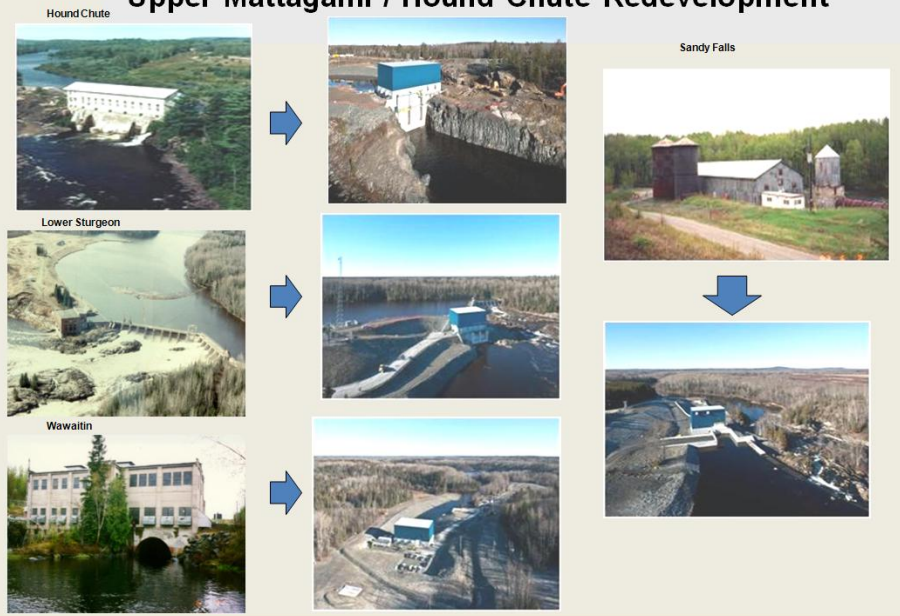 Upper Mattagami / Hound Chute Redevelopment
Hound Chute
Sandy Falls
Lower Sturgeon
Wawaitin